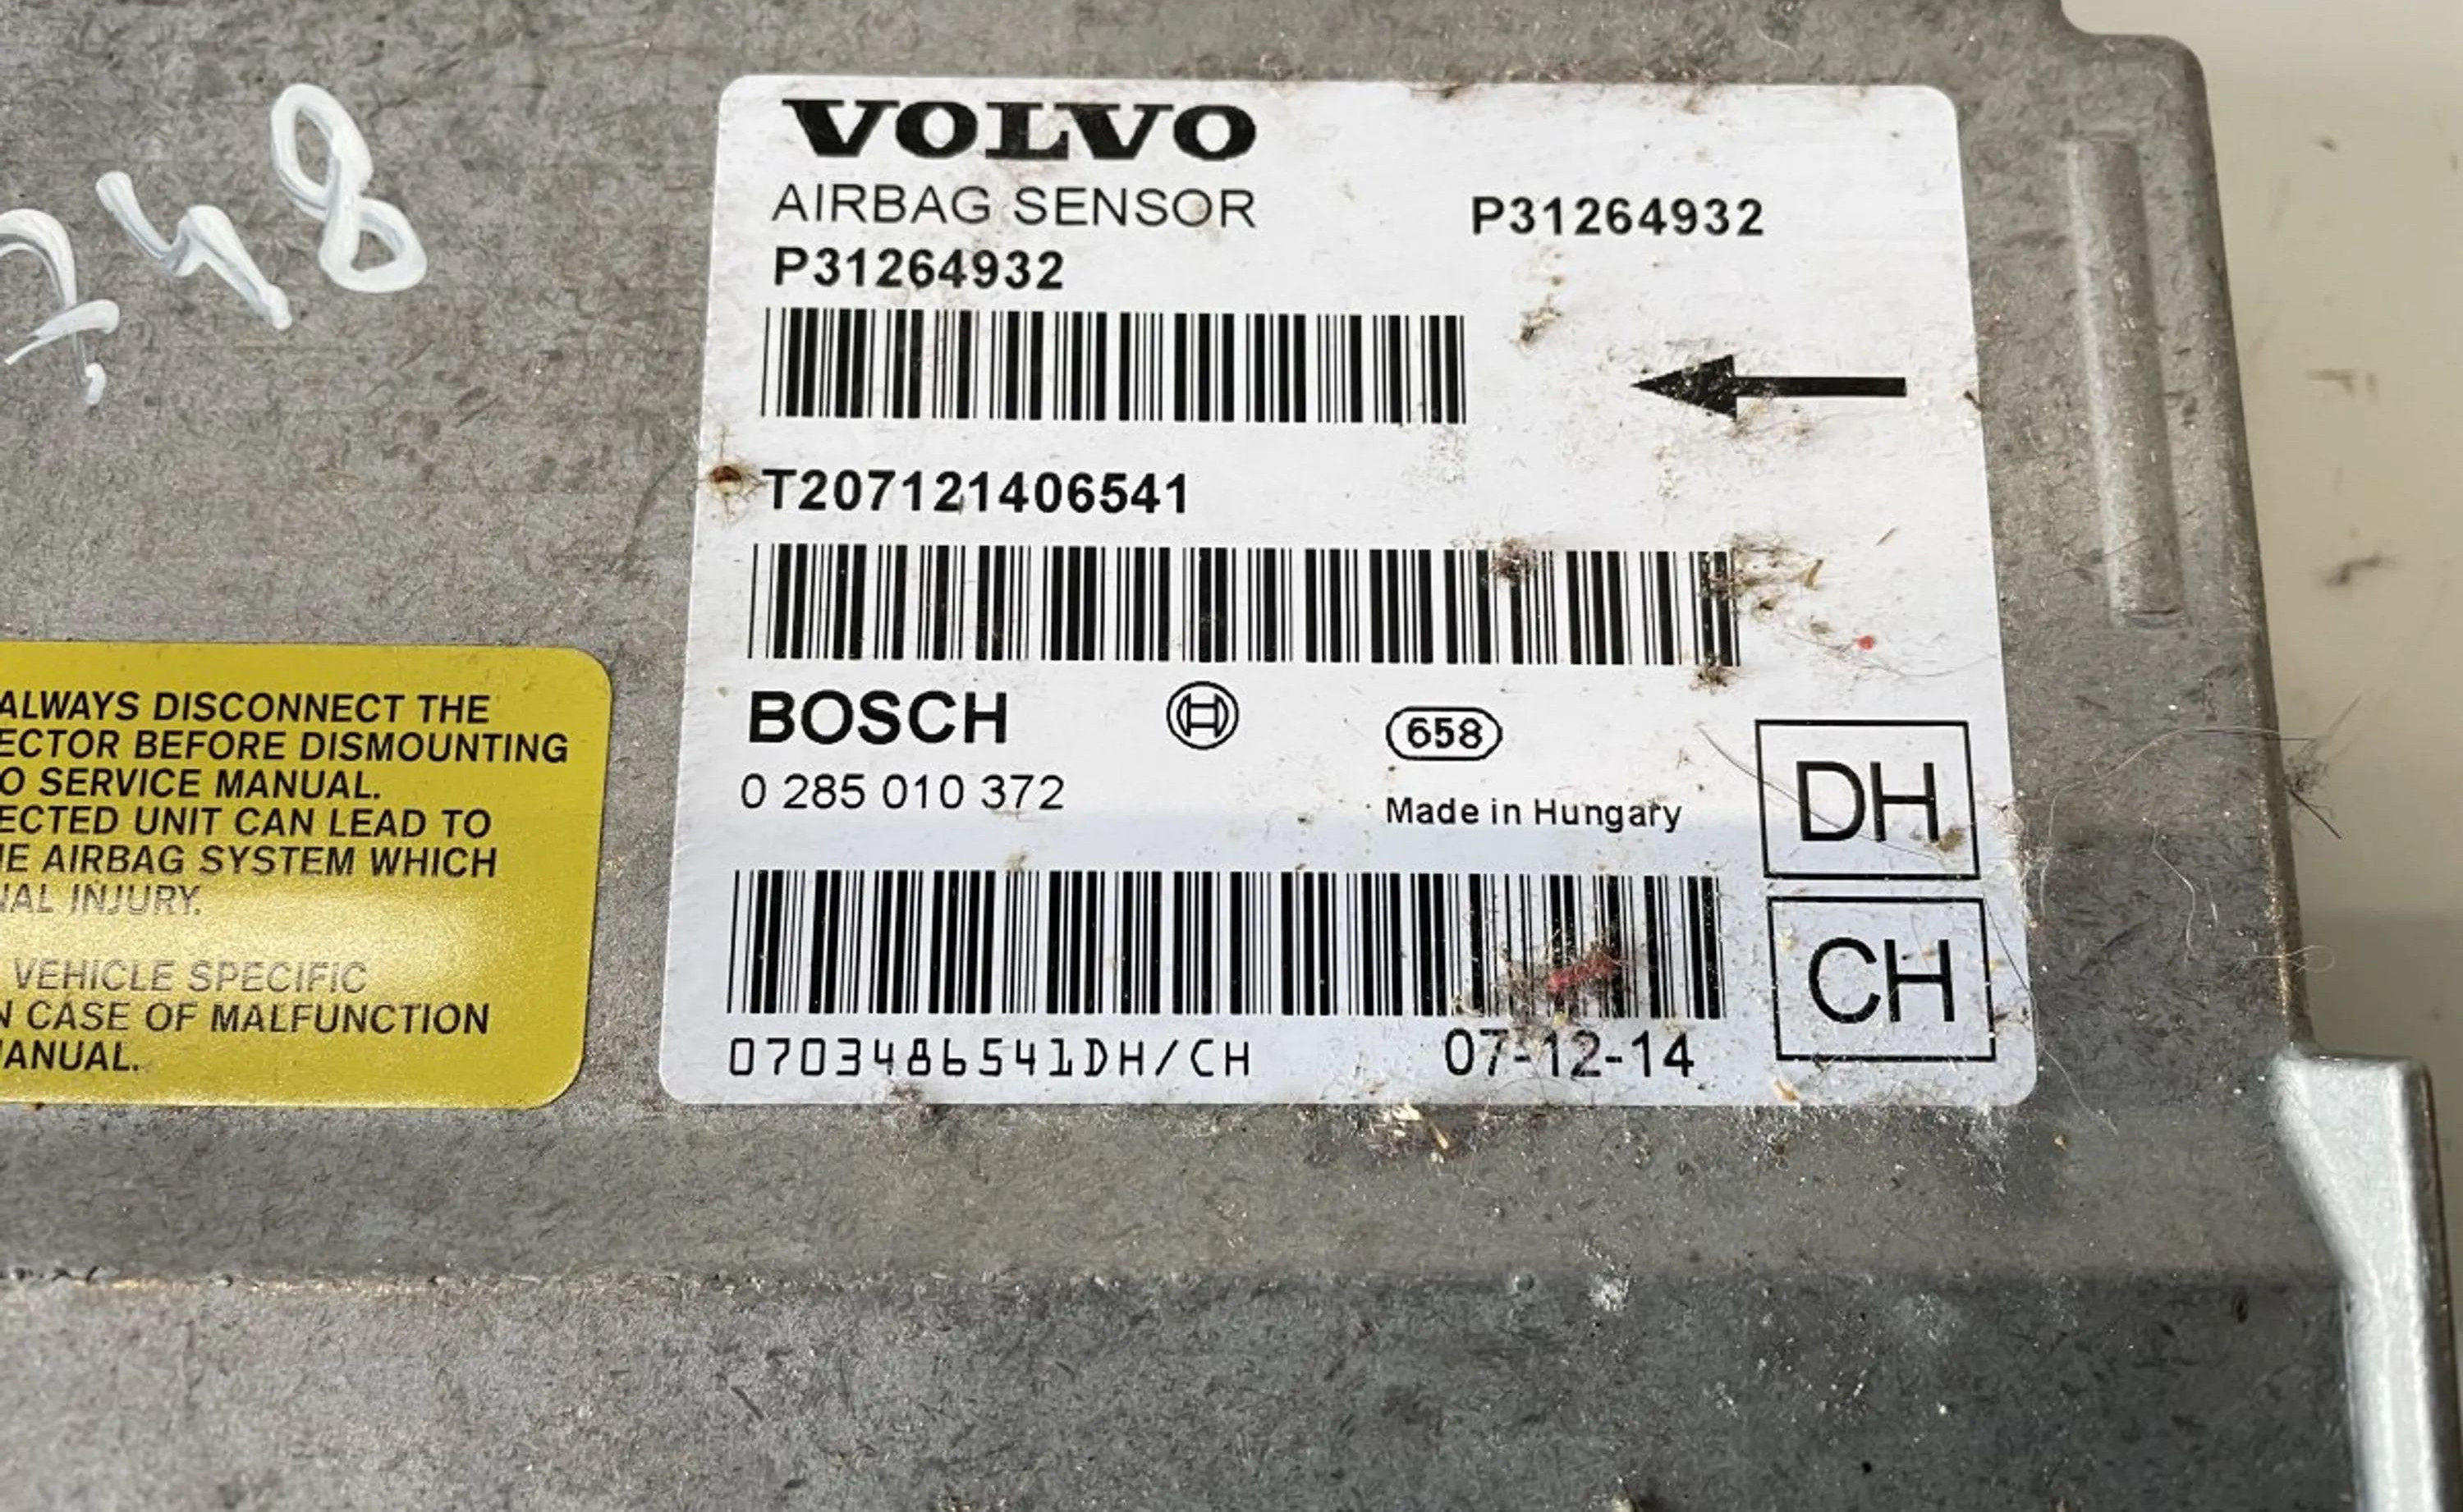 748
VOLVO
AIRBAG SENSOR
P31264932
P31264932
T207121406541
BOSCH
658
0 285 010 372
Made in Hungary
DH
CH
0703486541DH/CH
07-12-14
ALWAYS DISCONNECT THE
ECTOR BEFORE DISMOUNTING
O SERVICE MANUAL.
ECTED UNIT CAN LEAD TO
E AIRBAG SYSTEM WHICH
NAL INJURY.
VEHICLE SPECIFIC
N CASE OF MALFUNCTION
ANUAL.